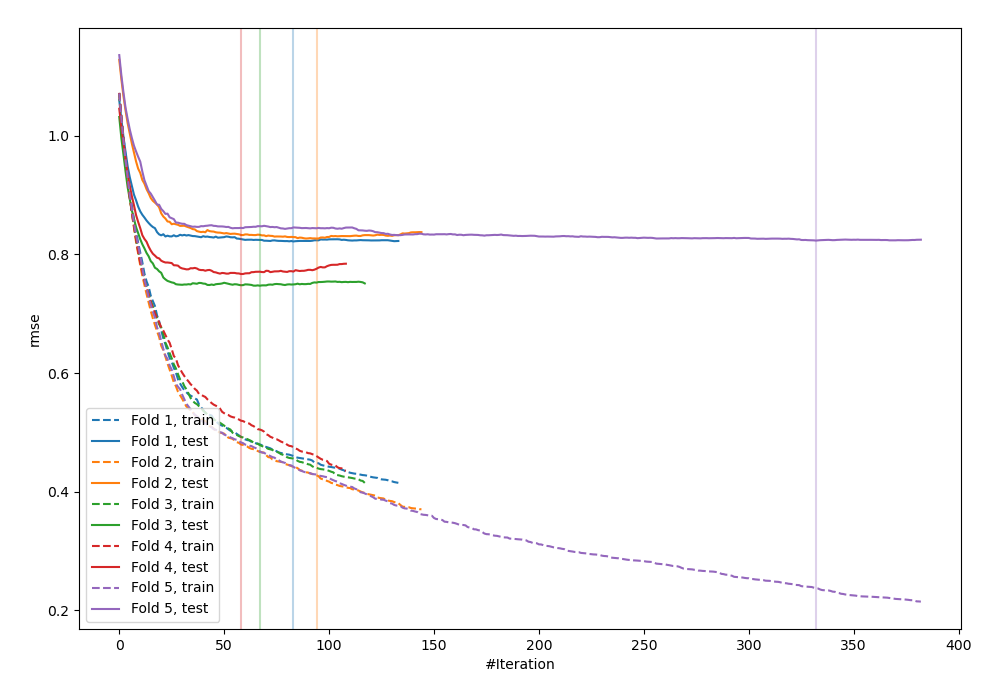 1.0
0.8
0.6
0.4
0.2
rmse
Fold 1, train
Fold 1, test
Fold 2, train
Fold 2, test
Fold 3, train
Fold 3, test
Fold 4, train
Fold 4, test
Fold 5, train
Fold 5, test
0 50 100 150 200 250 300 350 400
#Iteration